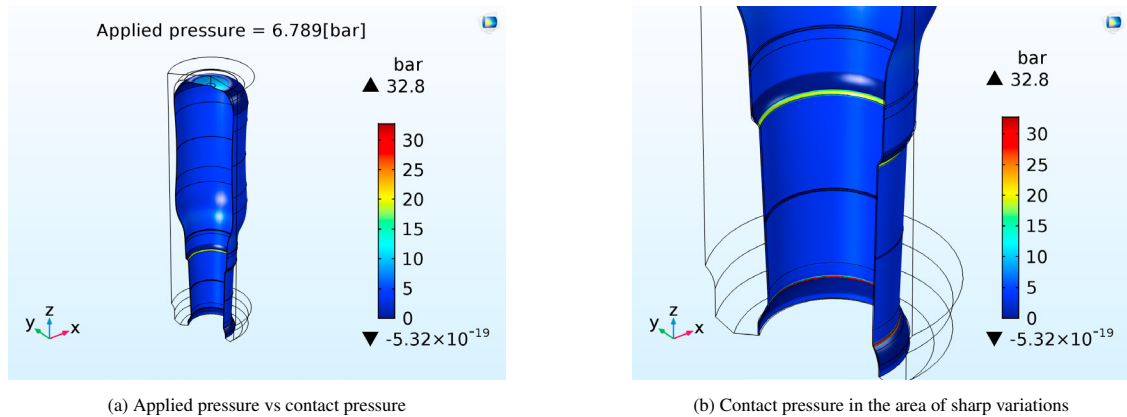 Applied pressure = 6.789[bar]
bar
▲ 32.8
30
25
20
15
10
5
0
▼ -5.32×10⁻¹⁹
z
y
x
(a) Applied pressure vs contact pressure
bar
▲ 32.8
30
25
20
15
10
5
0
▼ -5.32×10⁻¹⁹
z
y
x
(b) Contact pressure in the area of sharp variations